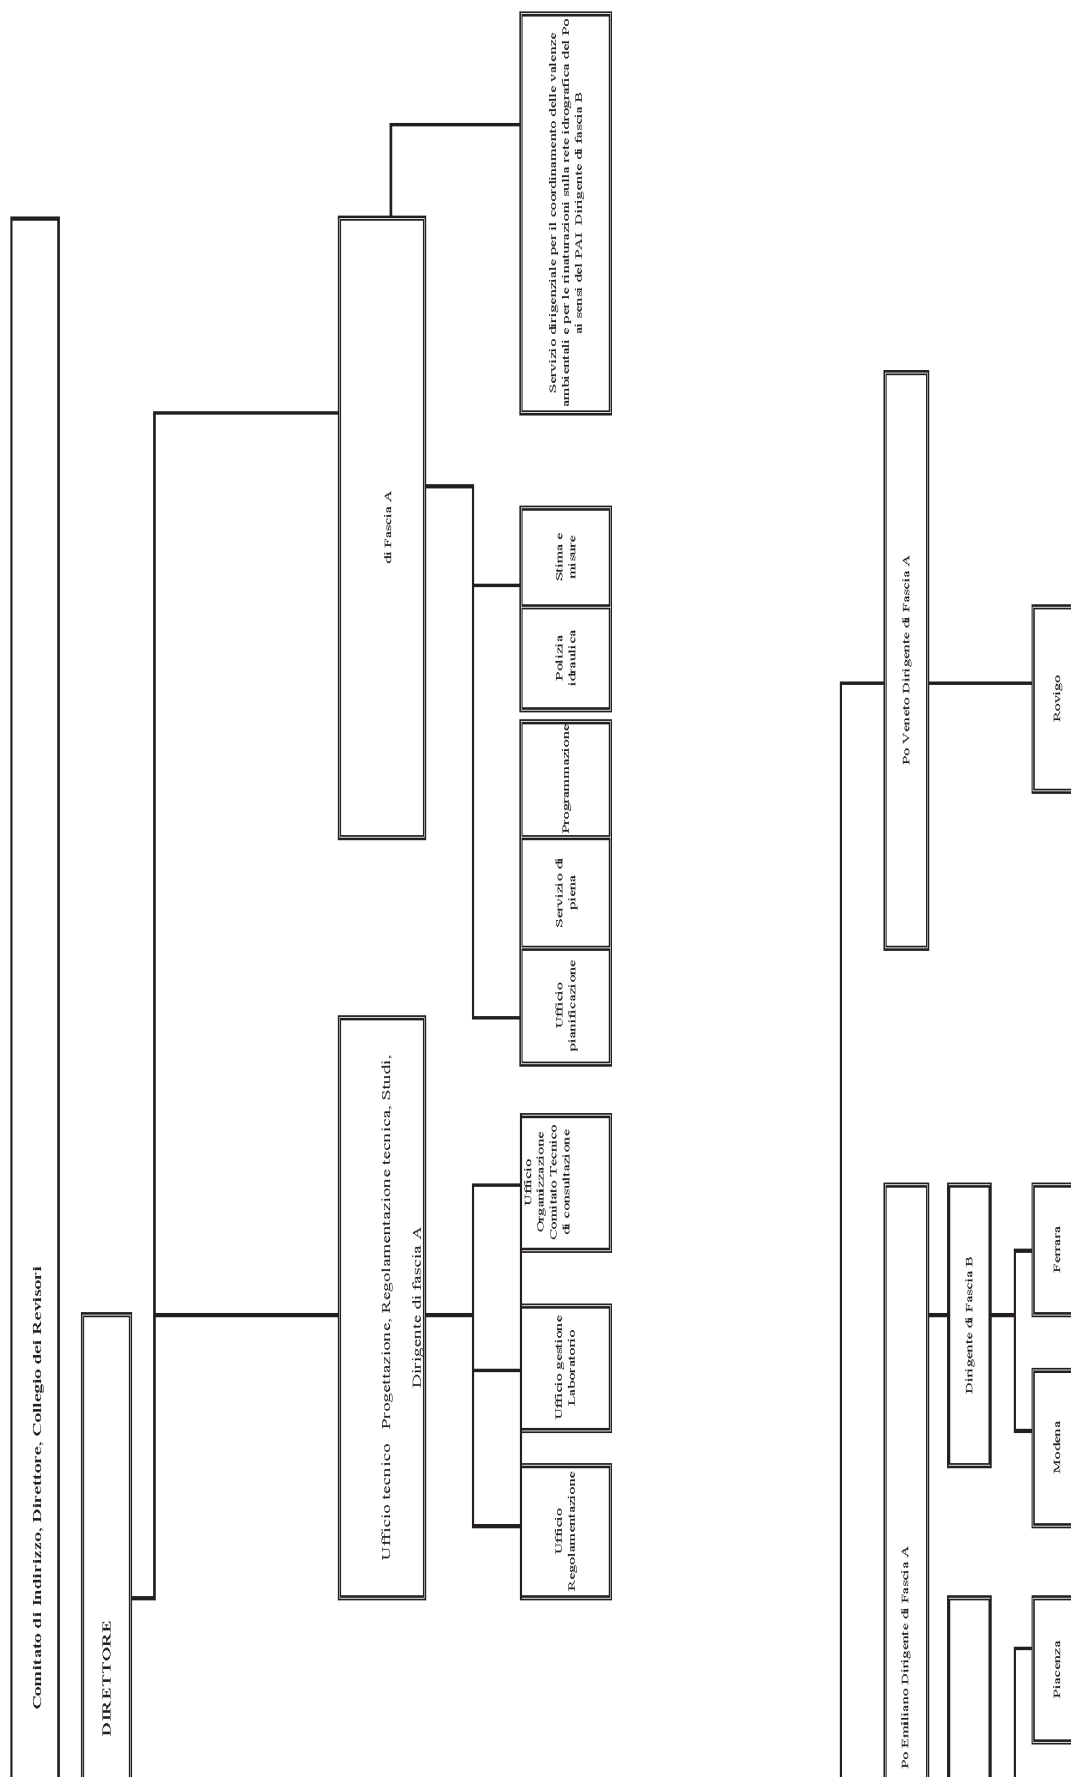 Comitato di Indirizzo, Direttore, Collegio dei Revisori
DIRETTORE
Ufficio tecnico Progettazione, Regolamentazione tecnica, Studi,
Dirigente di fascia A
di Fascia A
Ufficio
Regolamentazione
Ufficio gestione
Laboratorio
Ufficio
Organizzazione
Comitato Tecnico
di consultazione
Ufficio
pianificazione
Servizio di
piena
Programmazione
Polizia
idraulica
Stima e
misure
Servizio dirigenziale per il coordinamento delle valenze
ambientali e per le rinaturazioni sulla rete idrografica del Po
ai sensi del PAI Dirigente di fascia B
Po Emiliano Dirigente di Fascia A
Po Veneto Dirigente di Fascia A
Dirigente di Fascia B
Piacenza
Modena
Ferrara
Rovigo